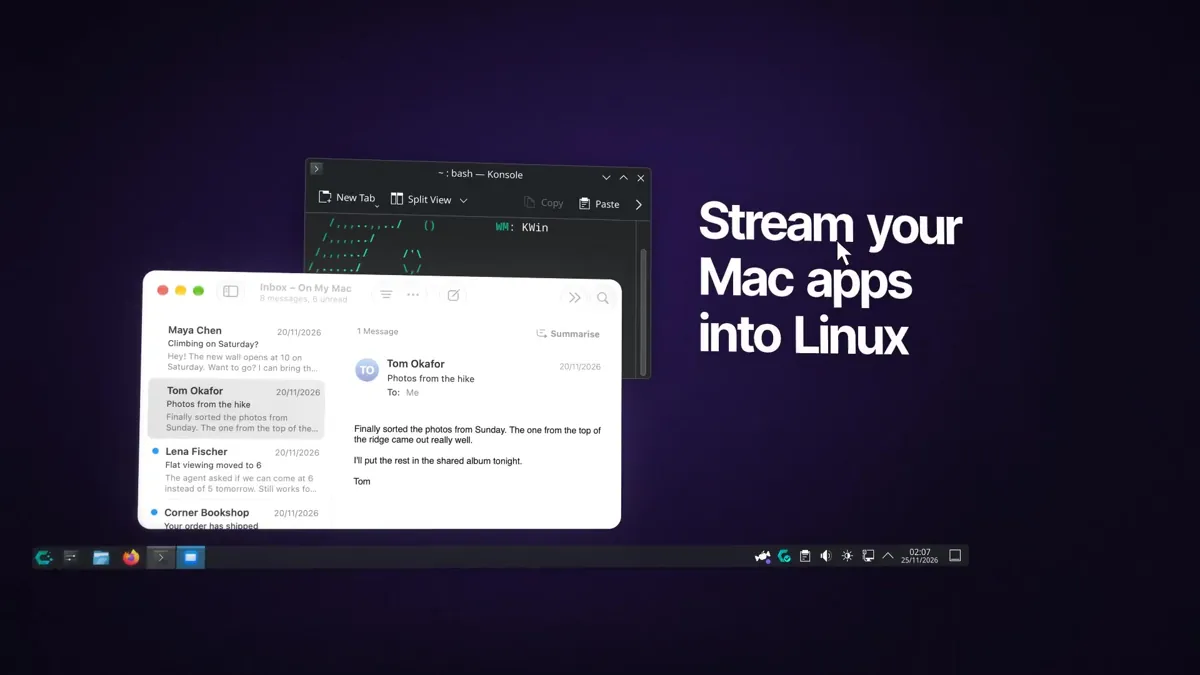 ~ : bash — Konsole
New Tab
Split View
Copy
Paste
/,,,..,,../ ()
WM: KWin
/,,,,../
/,,,.../ /'\
/,...../ \,/
Stream your
Mac apps
into Linux
Inbox – On My Mac
8 messages, 6 unread
Maya Chen 20/11/2026
Climbing on Saturday?
Hey! The new wall opens at 10 on
Saturday. Want to go? I can bring th...
Tom Okafor 20/11/2026
Photos from the hike
Finally sorted the photos from
Sunday. The one from the top of the...
Lena Fischer 20/11/2026
Flat viewing moved to 6
The agent asked if we can come at 6
instead of 5 tomorrow. Still works fo...
Corner Bookshop 20/11/2026
Your order has shipped
1 Message
Summarise
TO
Tom Okafor 20/11/2026
Photos from the hike
To: Me
Finally sorted the photos from Sunday. The one from the top of
the ridge came out really well.
I'll put the rest in the shared album tonight.
Tom
02:07
25/11/2026